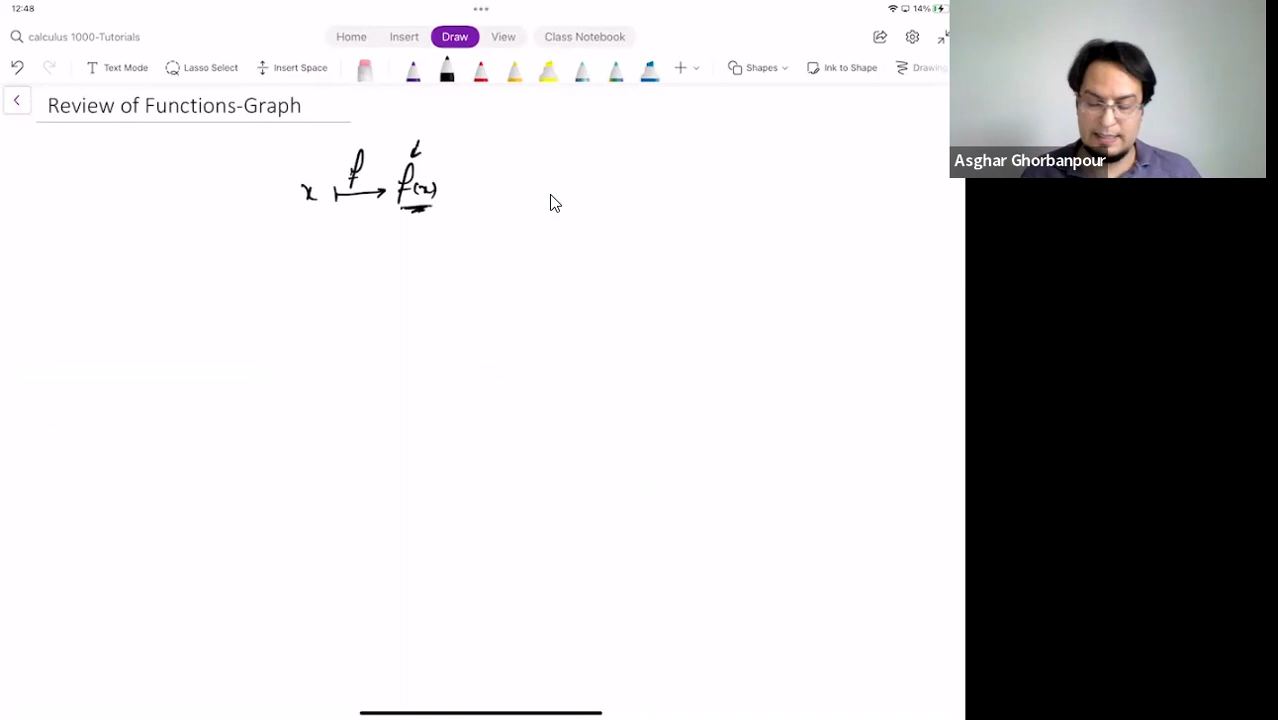 12:48
14%
calculus 1000-Tutorials
Home Insert Draw View Class Notebook
Text Mode Lasso Select Insert Space Shapes Ink to Shape Drawing
Review of Functions-Graph
f
x ↦ f(x)
Asghar Ghorbanpour